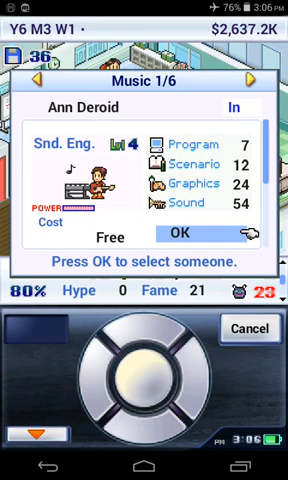 76% 3:06 PM
Y6 M3 W1 · $2,637.2K
36
Music 1/6
Ann Deroid In
Snd. Eng. Lvl 4
Program 7
Scenario 12
Graphics 24
Sound 54
POWER
Cost
Free OK
Press OK to select someone.
80% Hype 0 Fame 21 23
Cancel
PM 3:06